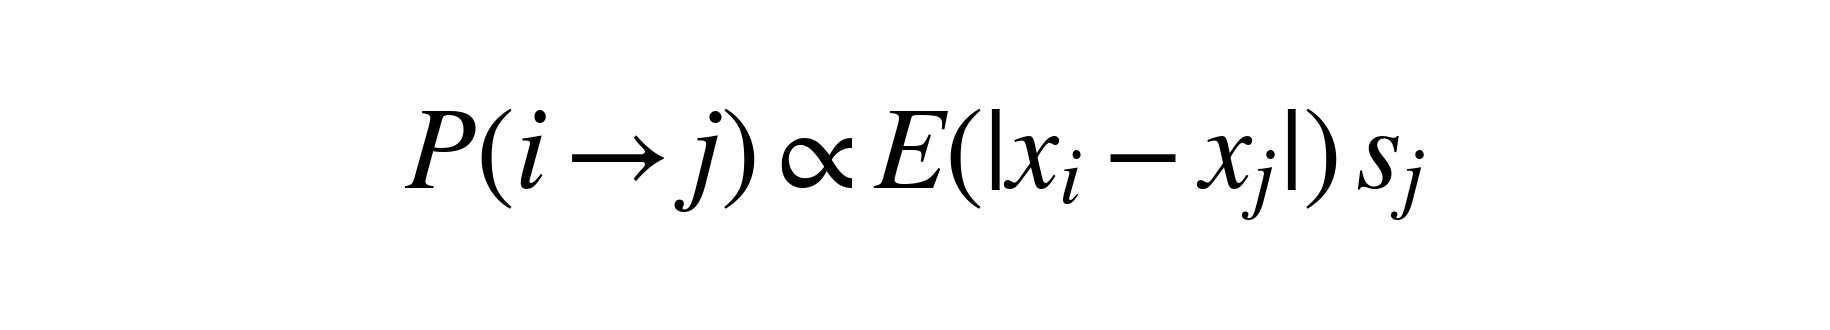 P(i → j) ∝ E(|x_i − x_j|) s_j